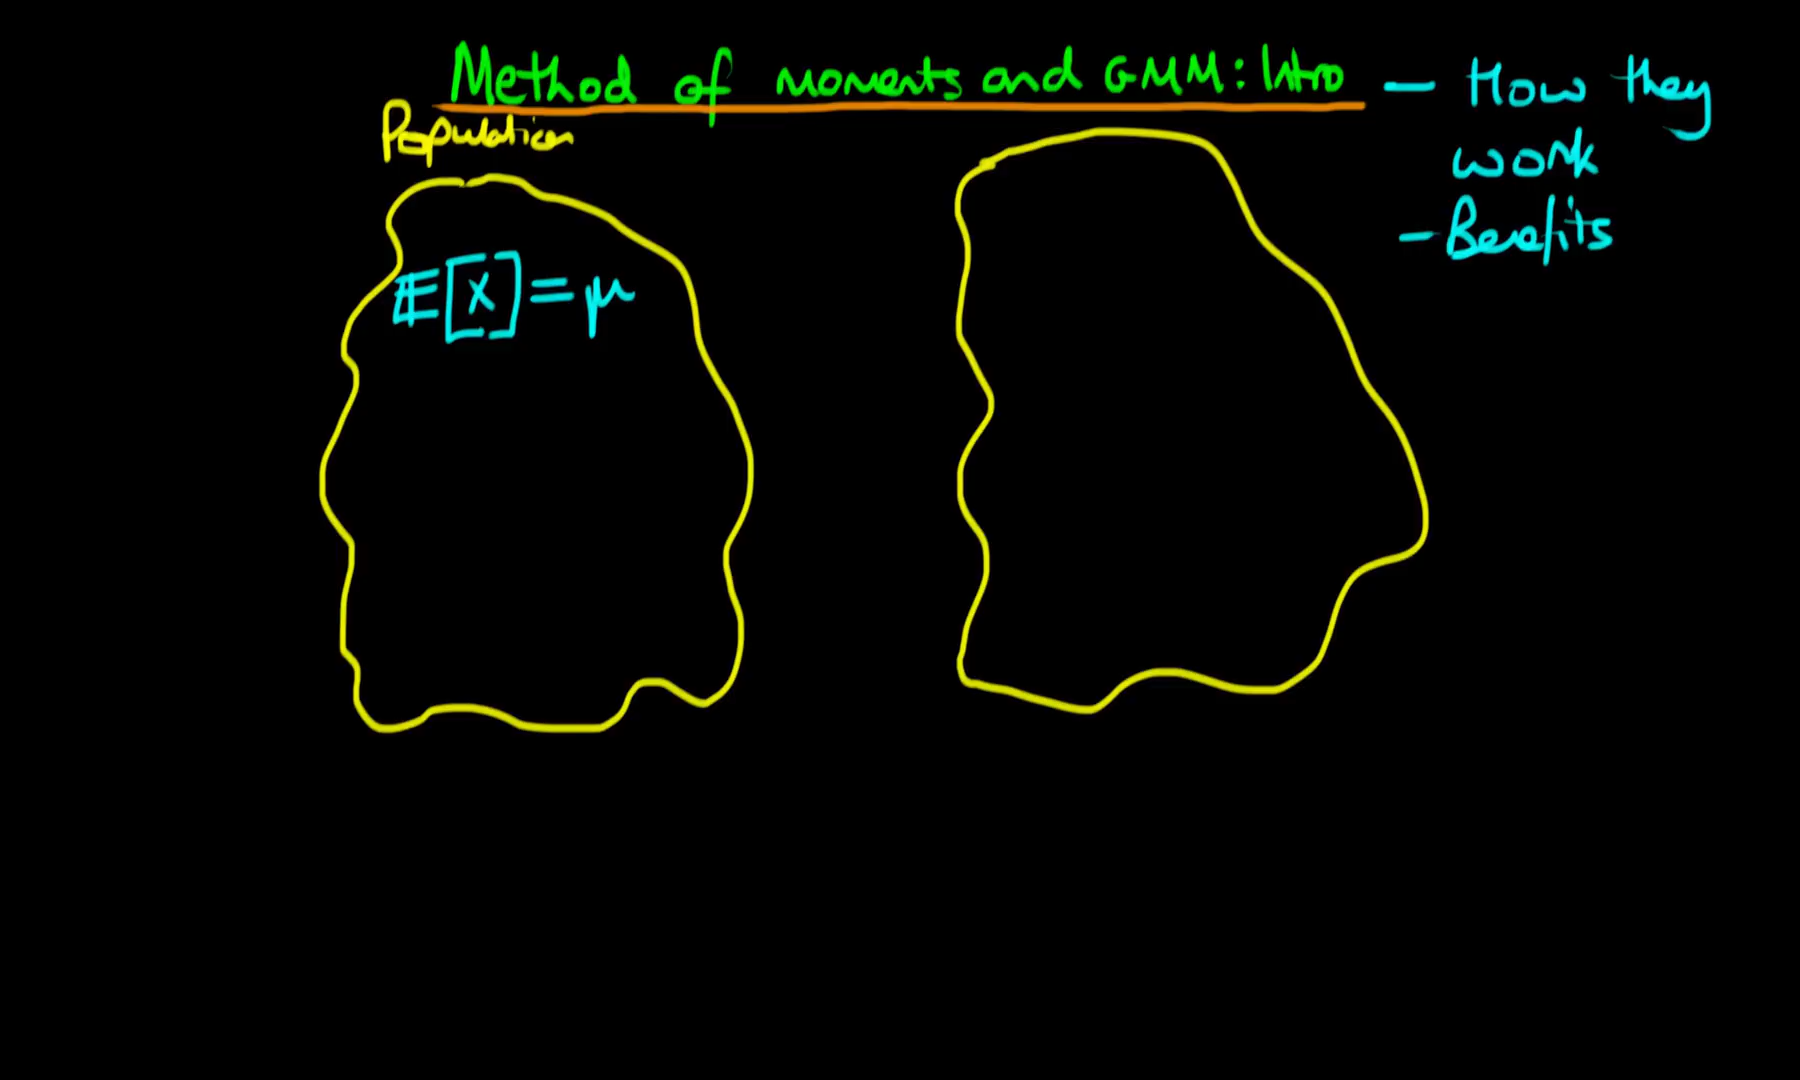 Method of moments and GMM: Intro
- How they
work
- Benefits
Population
E[X] = μ